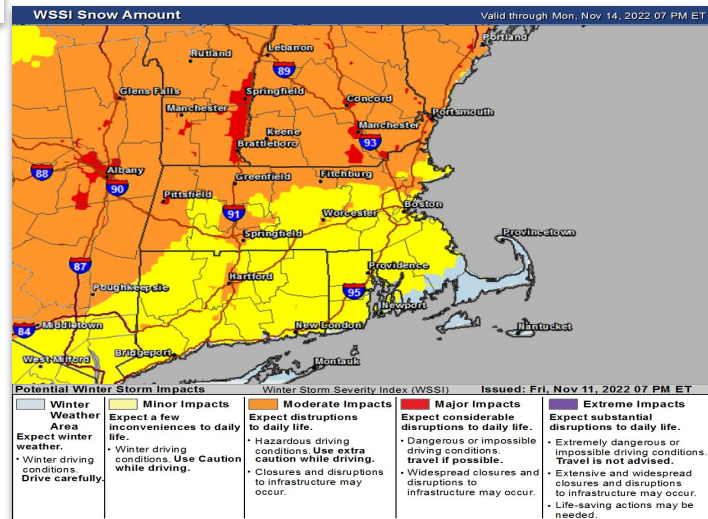 WSSI Snow Amount
Valid through Mon, Nov 14, 2022 07 PM ET
Portland
Rutland
Lebanon
89
Glens Falls
Springfield
Concord
Manchester
Portsmouth
Manchester
Keene
93
Brattleboro
88
Albany
90
Greenfield
Fitchburg
Pittsfield
91
Worcester
Boston
Springfield
Provincetown
87
Hartford
Providence
Poughkeepsie
95
Newport
84
Middletown
New London
Nantucket
West Milford
Bridgeport
Montauk
Potential Winter Storm Impacts
Winter Storm Severity Index (WSSI)
Issued: Fri, Nov 11, 2022 07 PM ET
Winter
Weather
Area
Expect winter
weather.
• Winter driving
conditions.
Drive carefully.
Minor Impacts
Expect a few
inconveniences to daily
life.
• Winter driving
conditions. Use Caution
while driving.
Moderate Impacts
Expect distruptions
to daily life.
• Hazardous driving
conditions. Use extra
caution while driving.
• Closures and disruptions
to infrastructure may
occur.
Major Impacts
Expect considerable
disruptions to daily life.
• Dangerous or impossible
driving conditions.
travel if possible.
• Widespread closures and
disruptions to
infrastructure may occur.
Extreme Impacts
Expect substantial
disruptions to daily life.
• Extremely dangerous or
impossible driving conditions.
Travel is not advised.
• Extensive and widespread
closures and disruptions
to infrastructure may occur.
• Life-saving actions may be
needed.